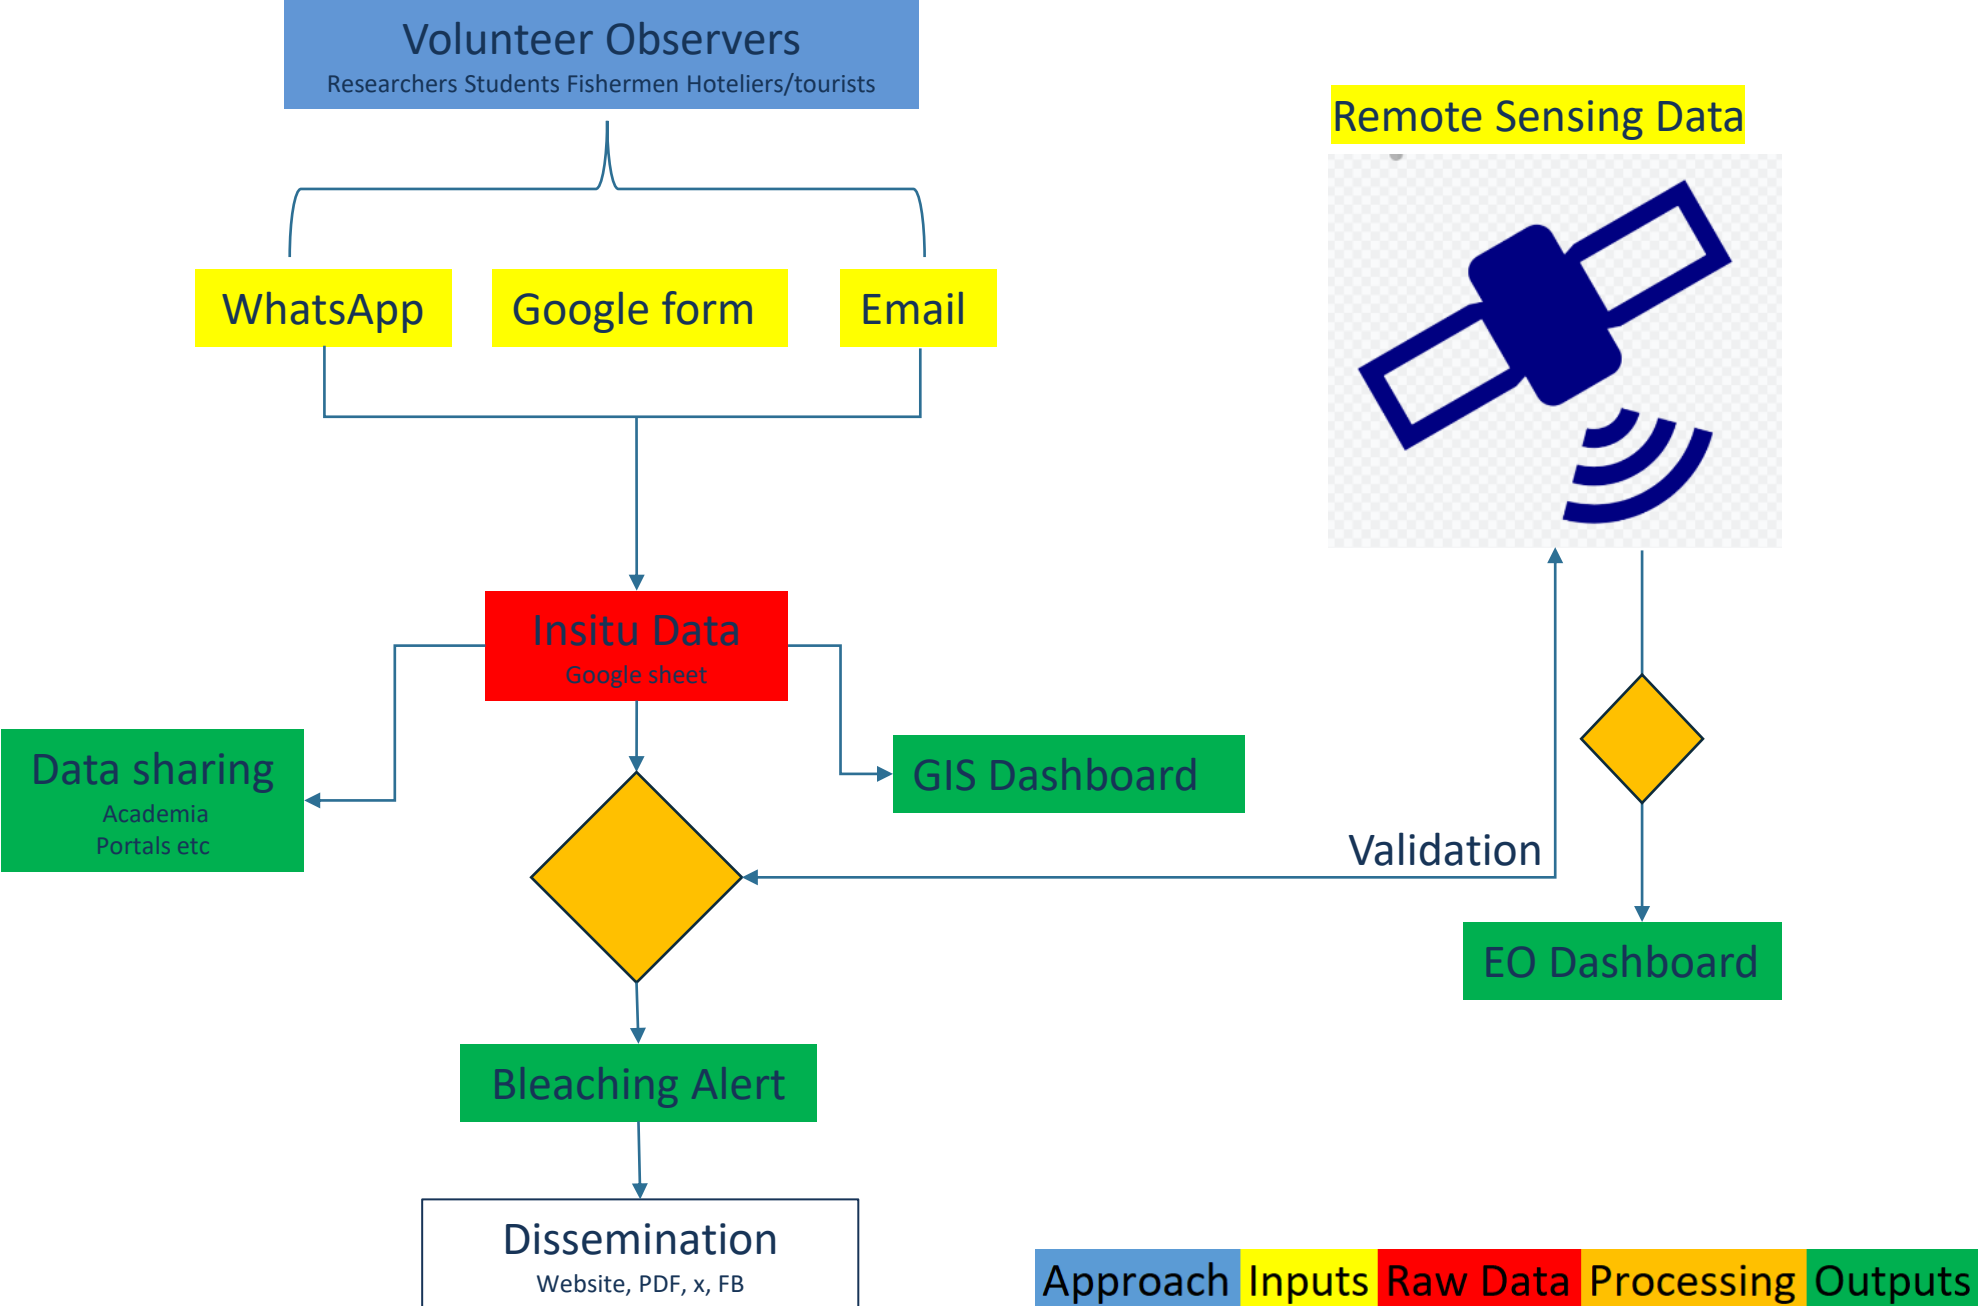 Volunteer Observers
Researchers Students Fishermen Hoteliers/tourists
Remote Sensing Data
WhatsApp
Google form
Email
Insitu Data
Google sheet
Data sharing
Academia
Portals etc
GIS Dashboard
Validation
EO Dashboard
Bleaching Alert
Dissemination
Website, PDF, x, FB
Approach Inputs Raw Data Processing Outputs